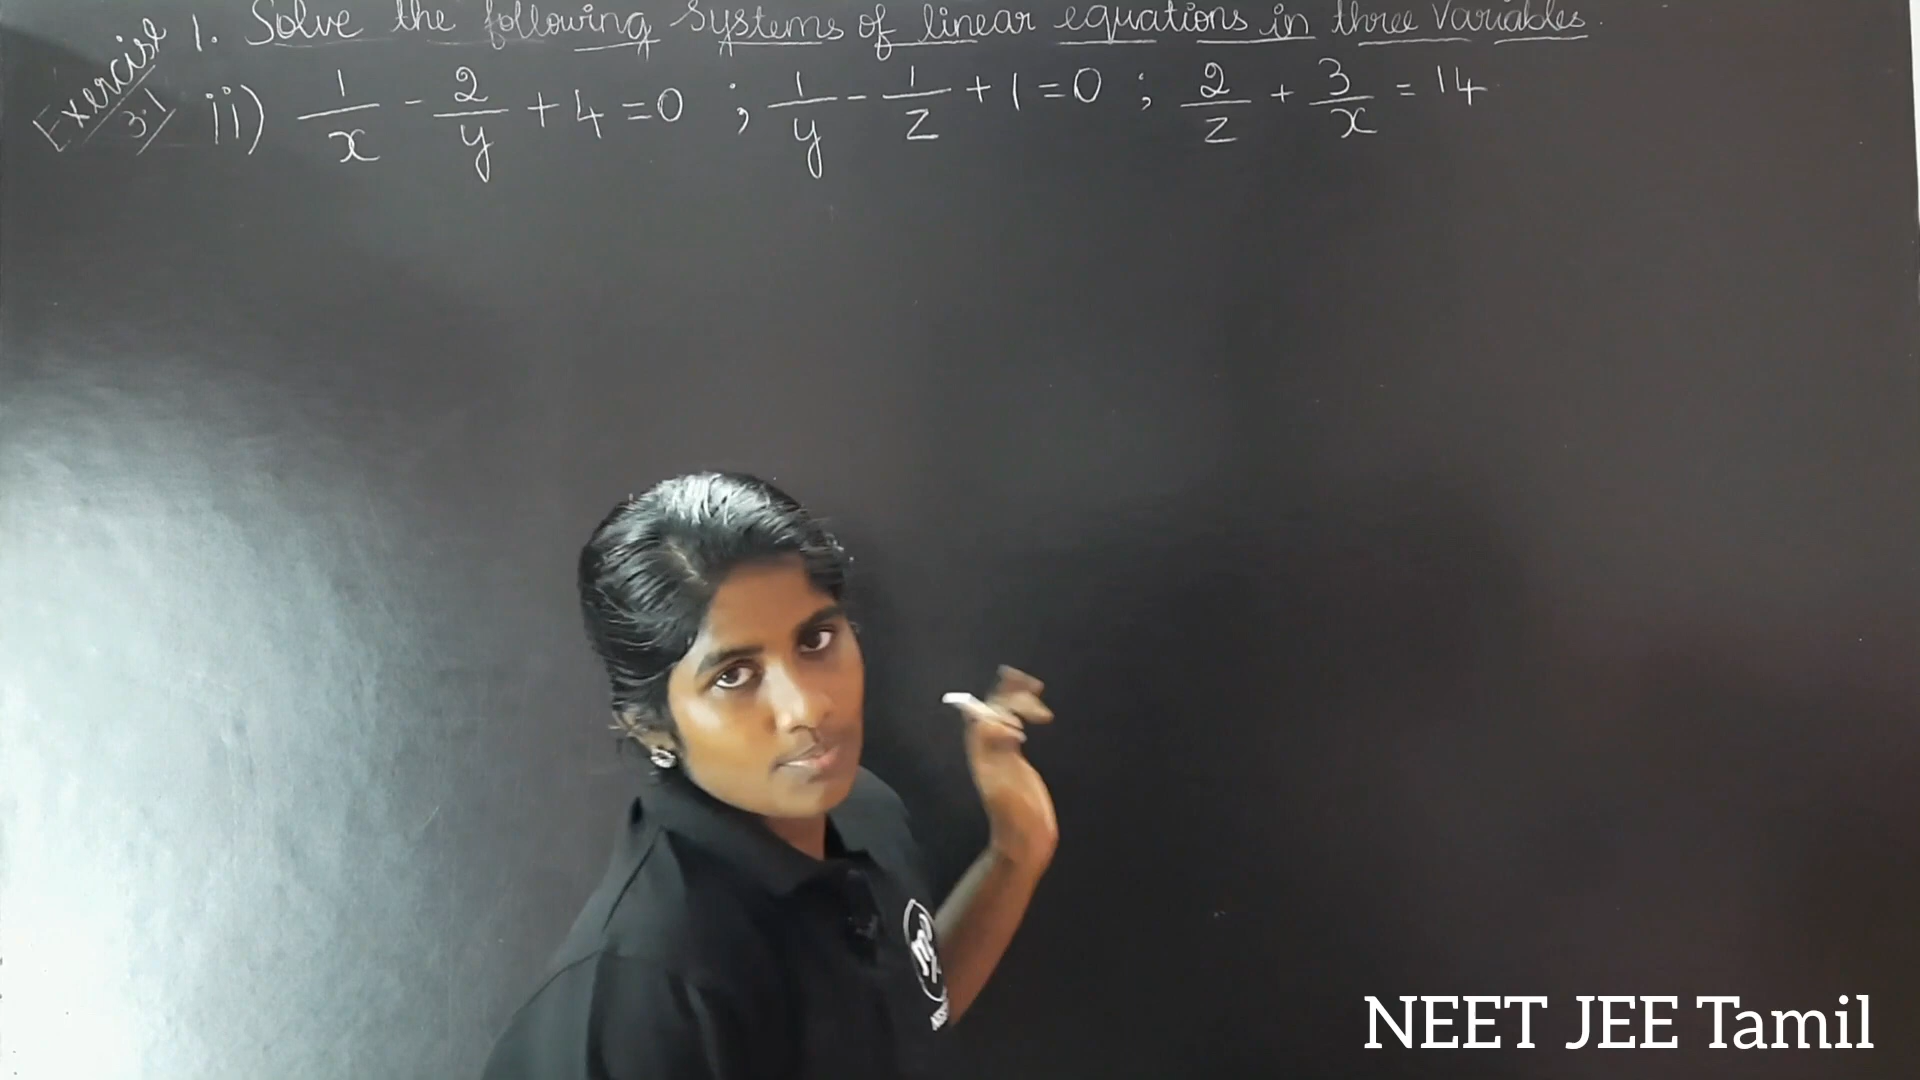 Exercise 3.1
1. Solve the following systems of linear equations in three variables.
ii) 1/x - 2/y + 4 = 0 ; 1/y - 1/z + 1 = 0 ; 2/z + 3/x = 14
NEET JEE Tamil